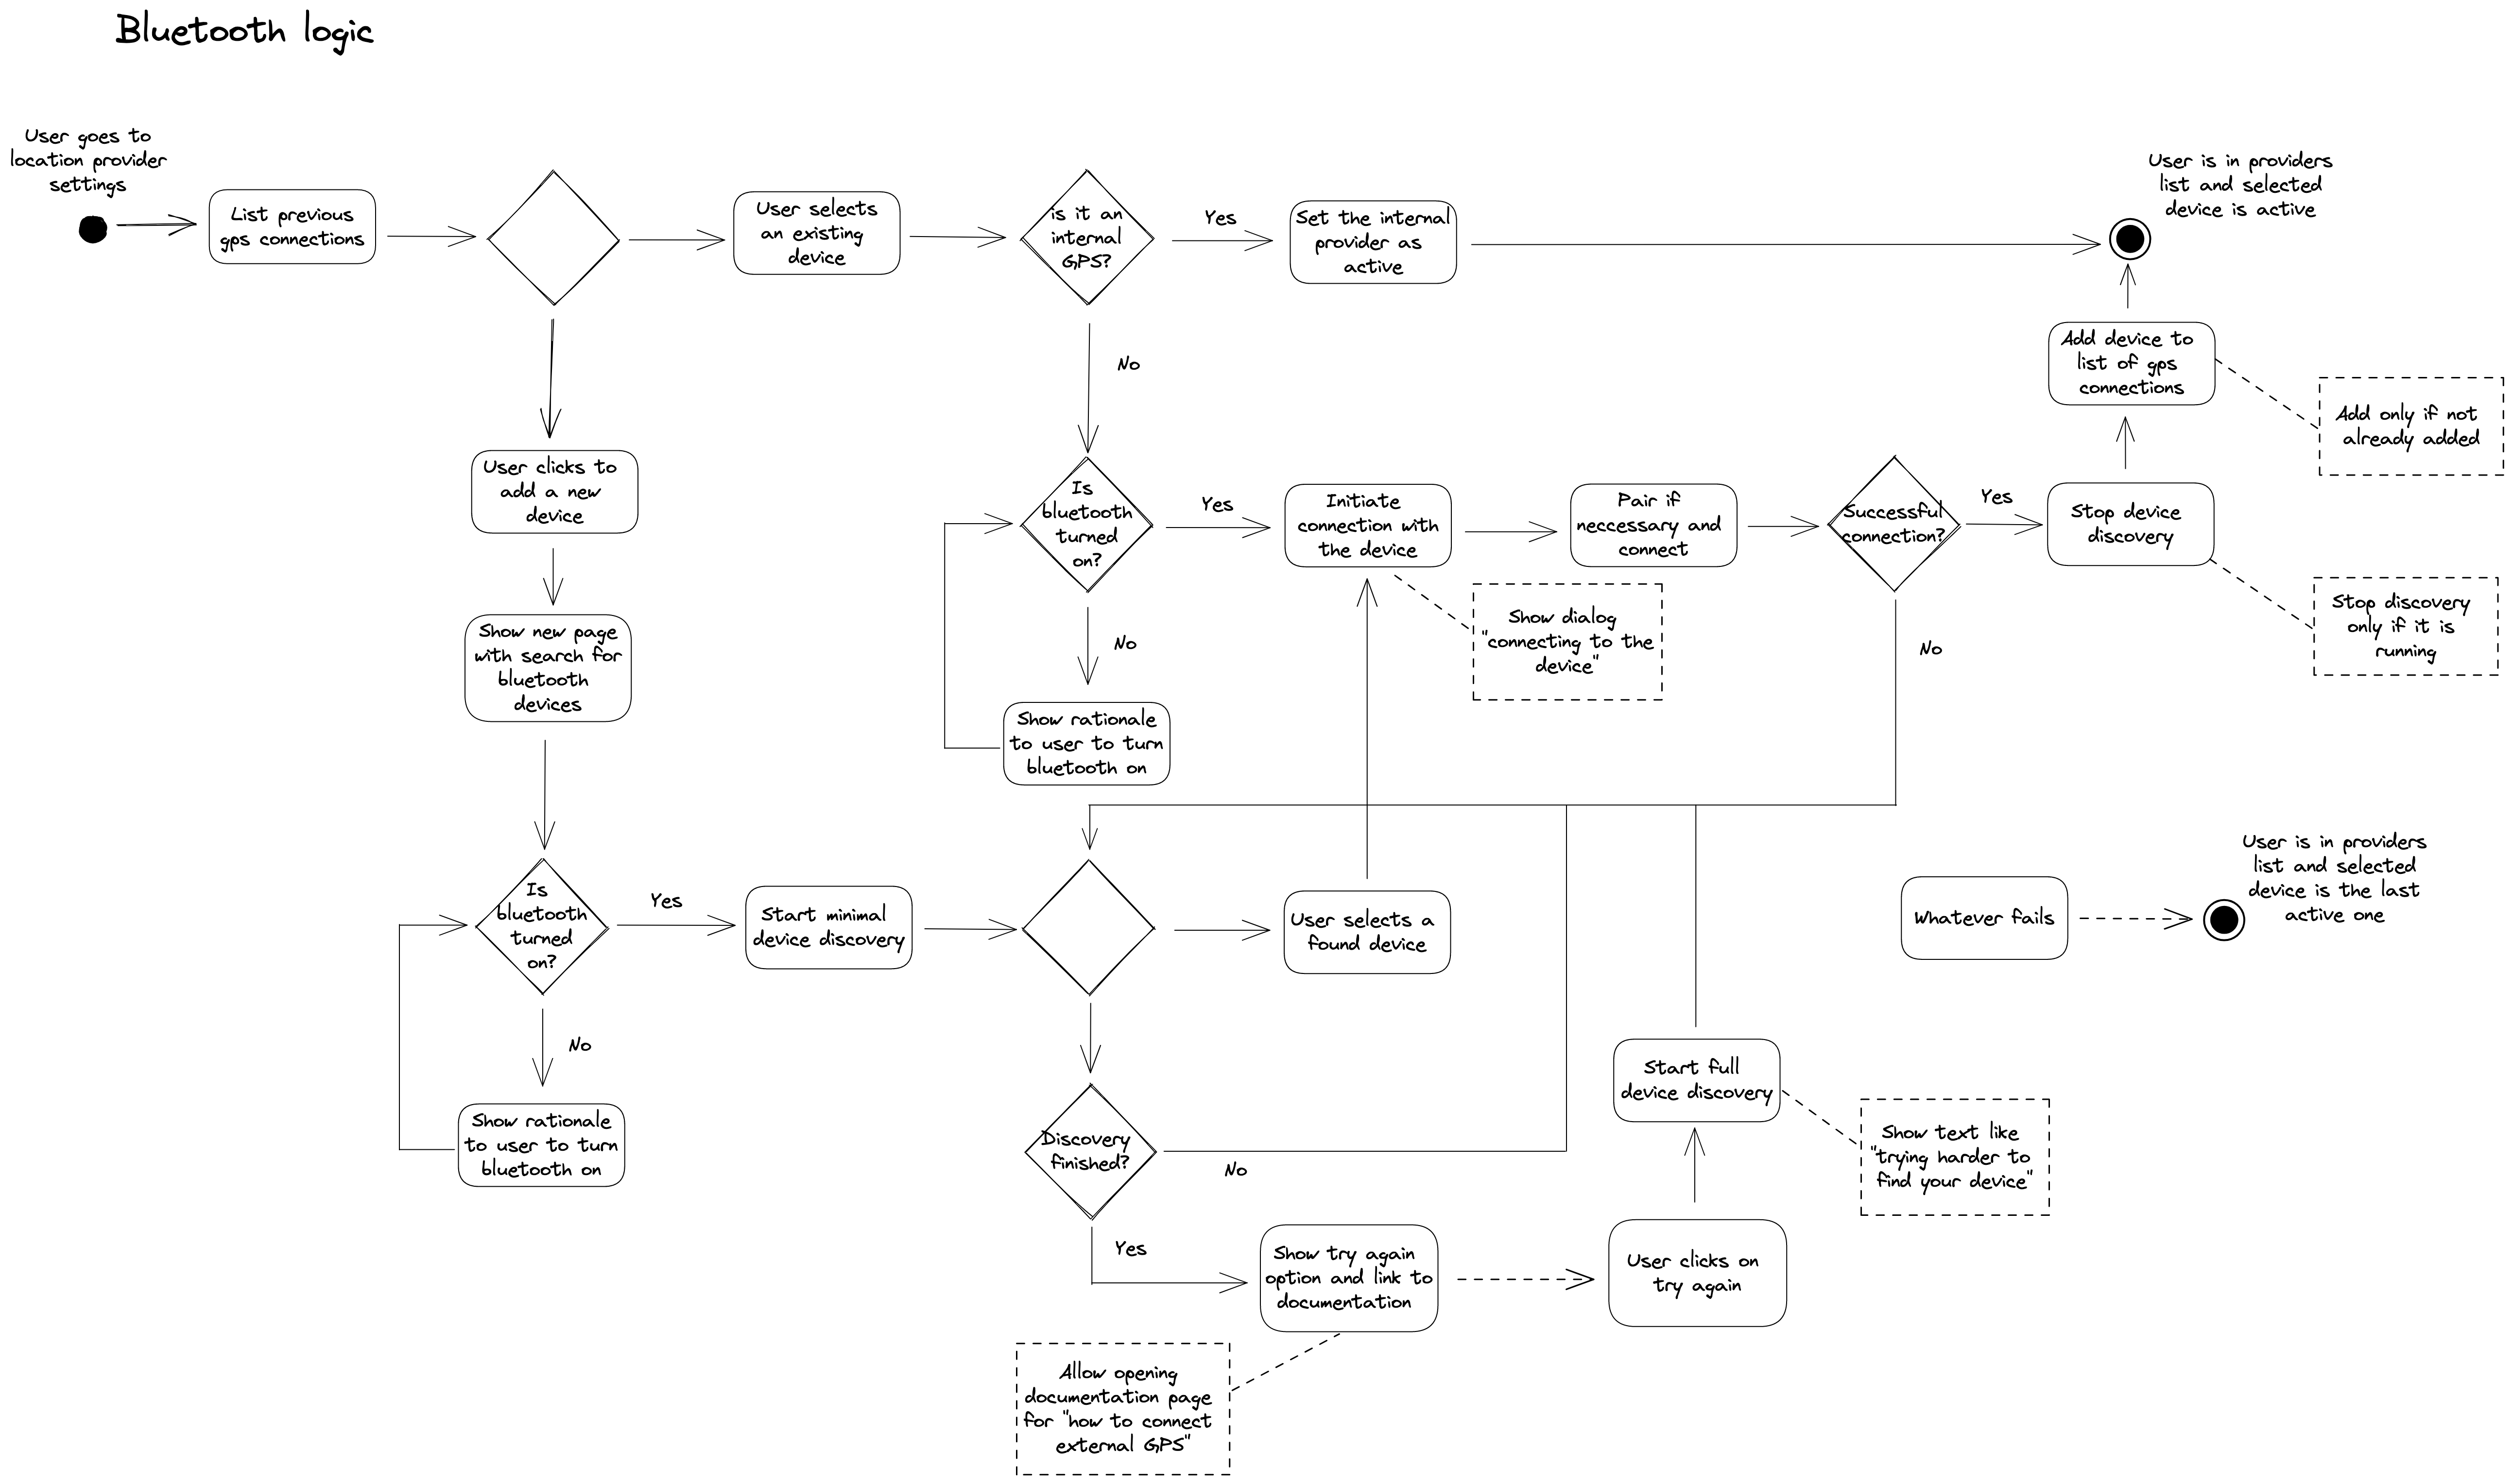 Bluetooth logic
User goes to
location provider
settings
List previous
gps connections
User selects
an existing
device
is it an
internal
GPS?
Yes
Set the internal
provider as
active
User is in providers
list and selected
device is active
No
Add device to
list of gps
connections
Add only if not
already added
User clicks to
add a new
device
Is
bluetooth
turned
on?
Yes
Initiate
connection with
the device
Pair if
neccessary and
connect
Successful
connection?
Yes
Stop device
discovery
Show new page
with search for
bluetooth
devices
No
Show dialog
"connecting to the
device"
No
Stop discovery
only if it is
running
Show rationale
to user to turn
bluetooth on
Is
bluetooth
turned
on?
Yes
Start minimal
device discovery
User selects a
found device
Whatever fails
User is in providers
list and selected
device is the last
active one
No
Show rationale
to user to turn
bluetooth on
Discovery
finished?
No
Start full
device discovery
Show text like
"trying harder to
find your device"
Yes
Show try again
option and link to
documentation
User clicks on
try again
Allow opening
documentation page
for "how to connect
external GPS"